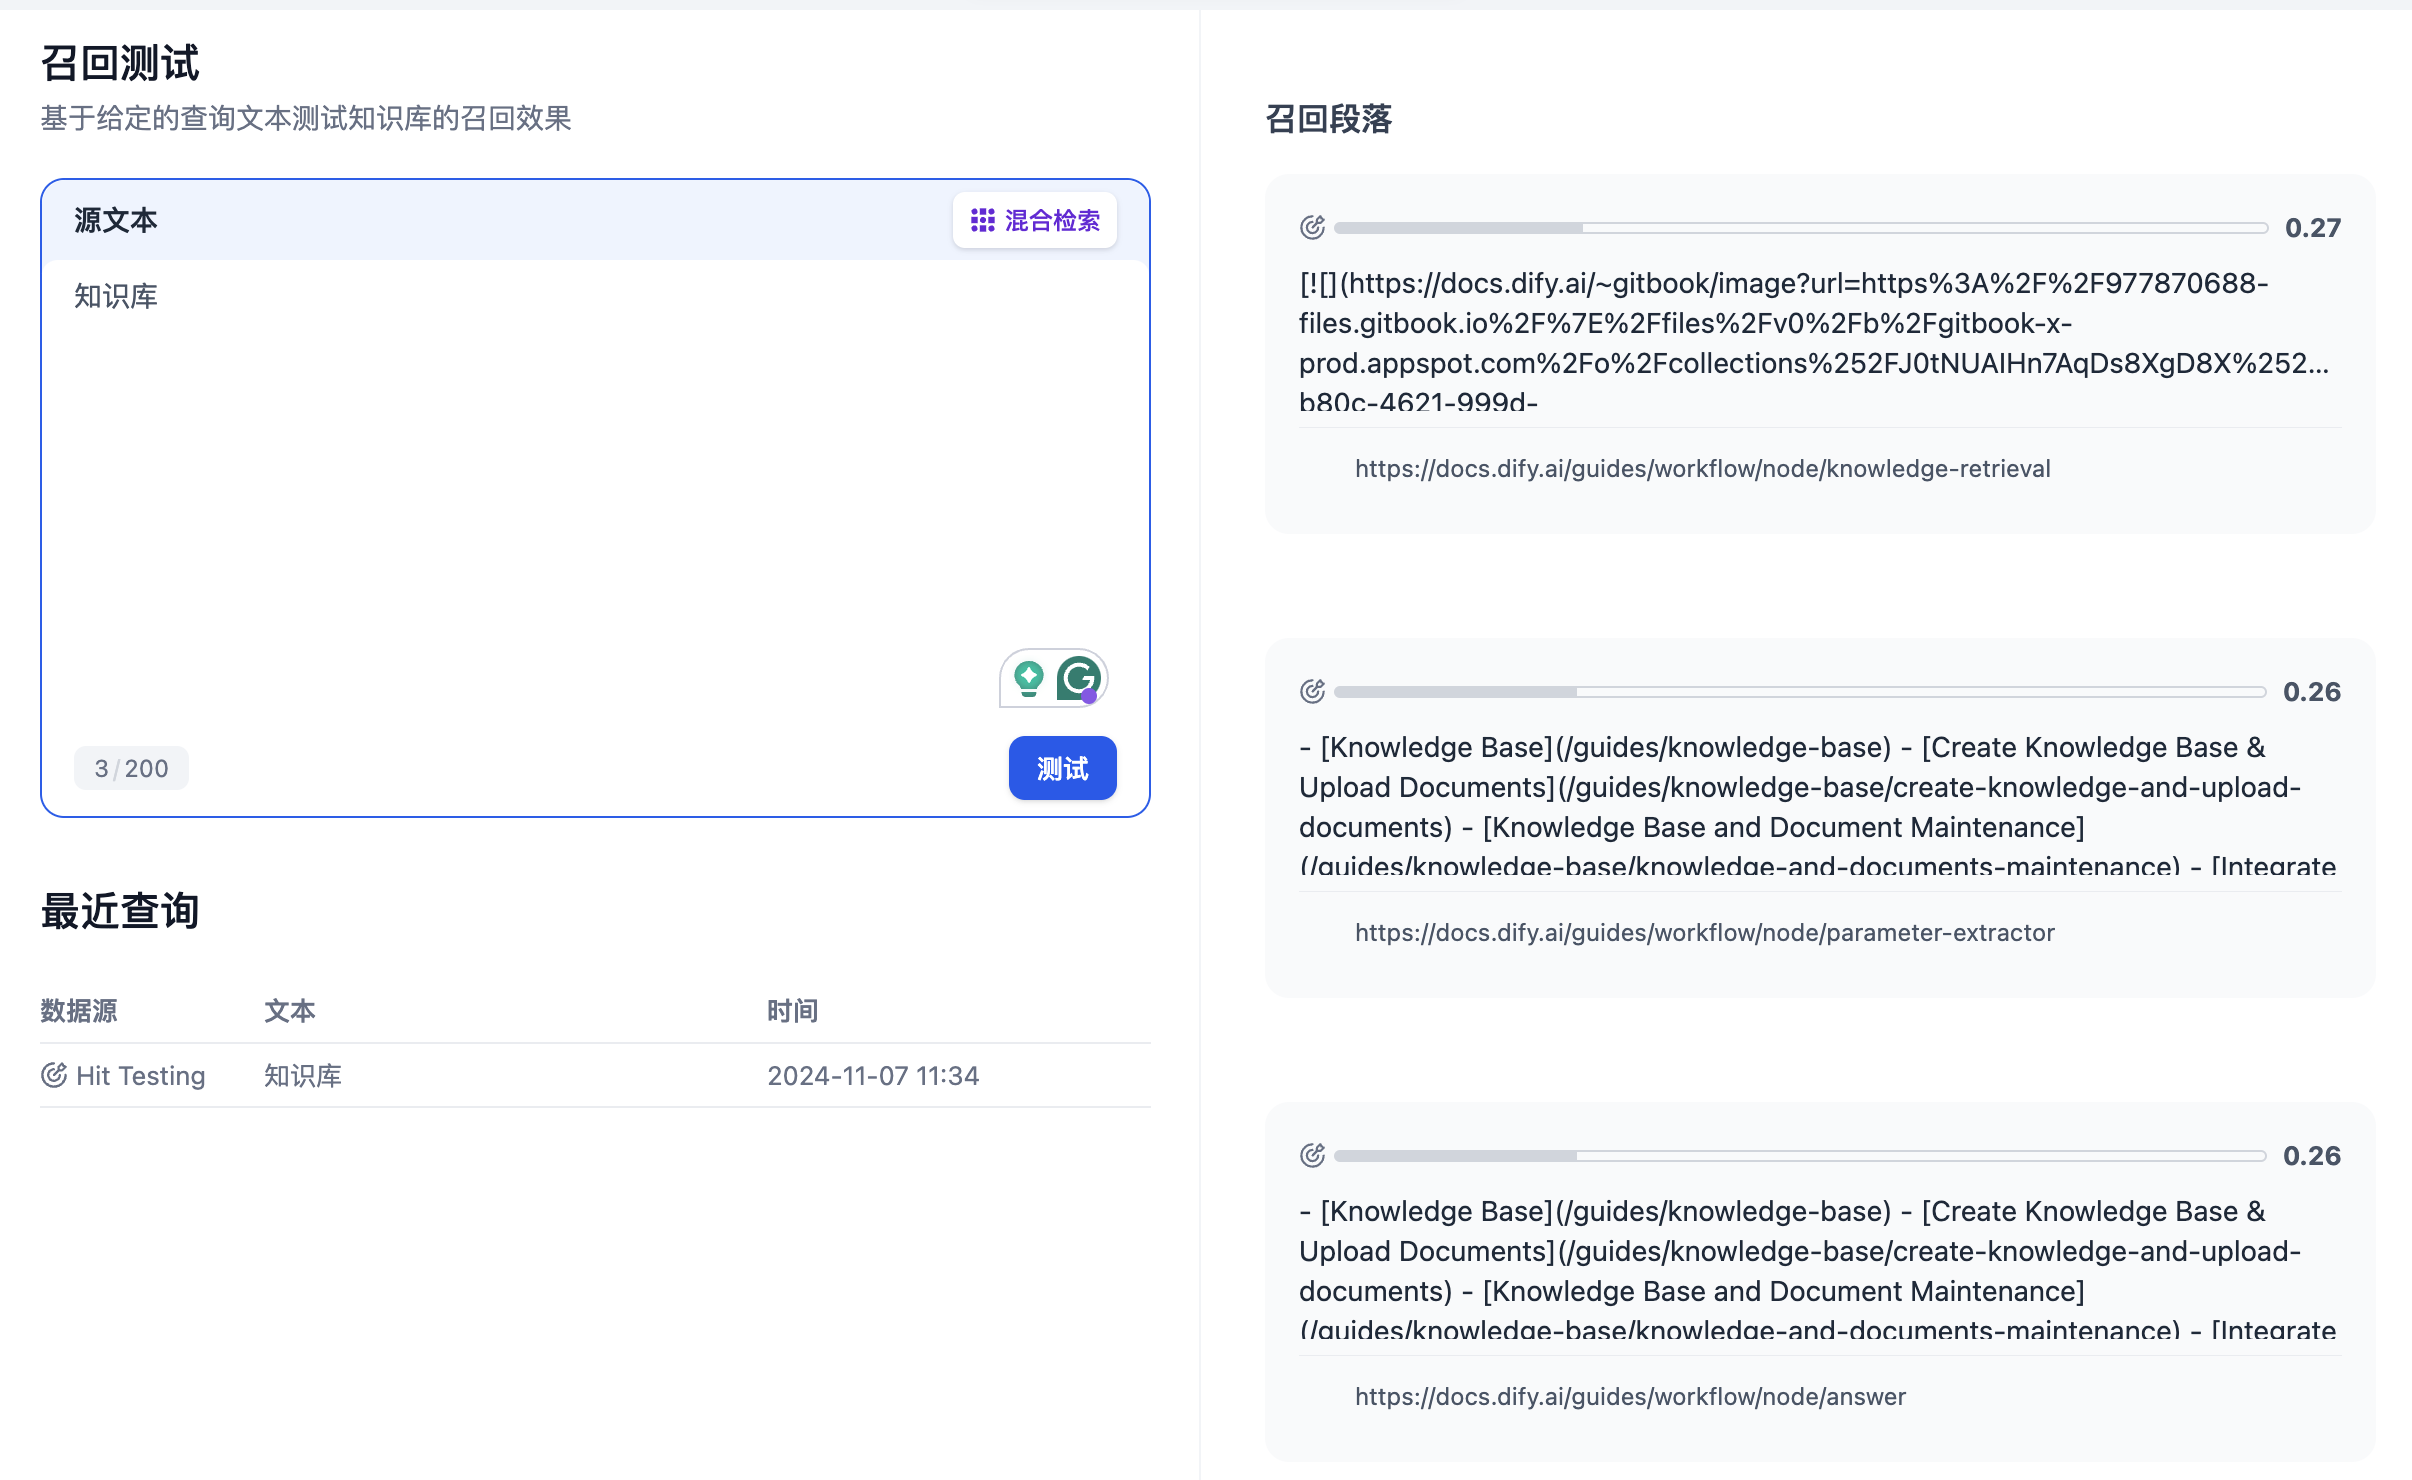 召回测试
基于给定的查询文本测试知识库的召回效果
源文本
混合检索
知识库
3/200
测试
最近查询
数据源 文本 时间
Hit Testing 知识库 2024-11-07 11:34
召回段落
0.27
[![](https://docs.dify.ai/~gitbook/image?url=https%3A%2F%2F977870688-
files.gitbook.io%2F%7E%2Ffiles%2Fv0%2Fb%2Fgitbook-x-
prod.appspot.com%2Fo%2Fcollections%252FJ0tNUAIHn7AqDs8XgD8X%252...
b80c-4621-999d-
https://docs.dify.ai/guides/workflow/node/knowledge-retrieval
0.26
- [Knowledge Base](/guides/knowledge-base) - [Create Knowledge Base &
Upload Documents](/guides/knowledge-base/create-knowledge-and-upload-
documents) - [Knowledge Base and Document Maintenance]
(/guides/knowledge-base/knowledge-and-documents-maintenance) - [Integrate
https://docs.dify.ai/guides/workflow/node/parameter-extractor
0.26
- [Knowledge Base](/guides/knowledge-base) - [Create Knowledge Base &
Upload Documents](/guides/knowledge-base/create-knowledge-and-upload-
documents) - [Knowledge Base and Document Maintenance]
(/guides/knowledge-base/knowledge-and-documents-maintenance) - [Integrate
https://docs.dify.ai/guides/workflow/node/answer